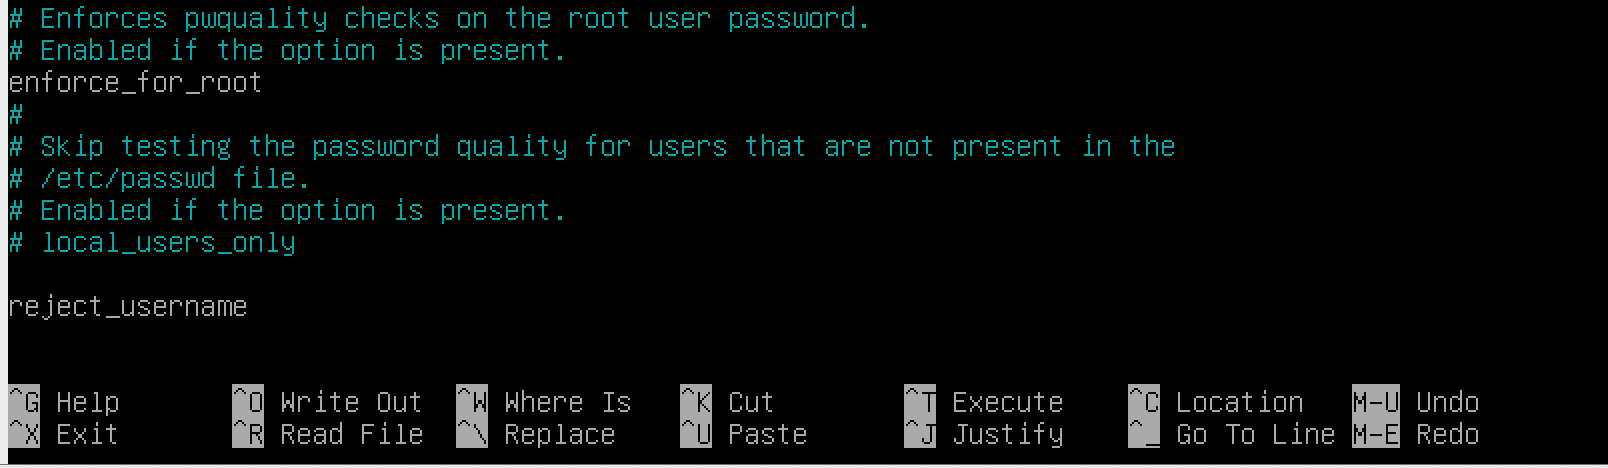 # Enforces pwquality checks on the root user password.
# Enabled if the option is present.
enforce_for_root
#
# Skip testing the password quality for users that are not present in the
# /etc/passwd file.
# Enabled if the option is present.
# local_users_only
reject_username
^G Help ^O Write Out ^W Where Is ^K Cut ^T Execute ^C Location M-U Undo
^X Exit ^R Read File ^\ Replace ^U Paste ^J Justify ^_ Go To Line M-E Redo